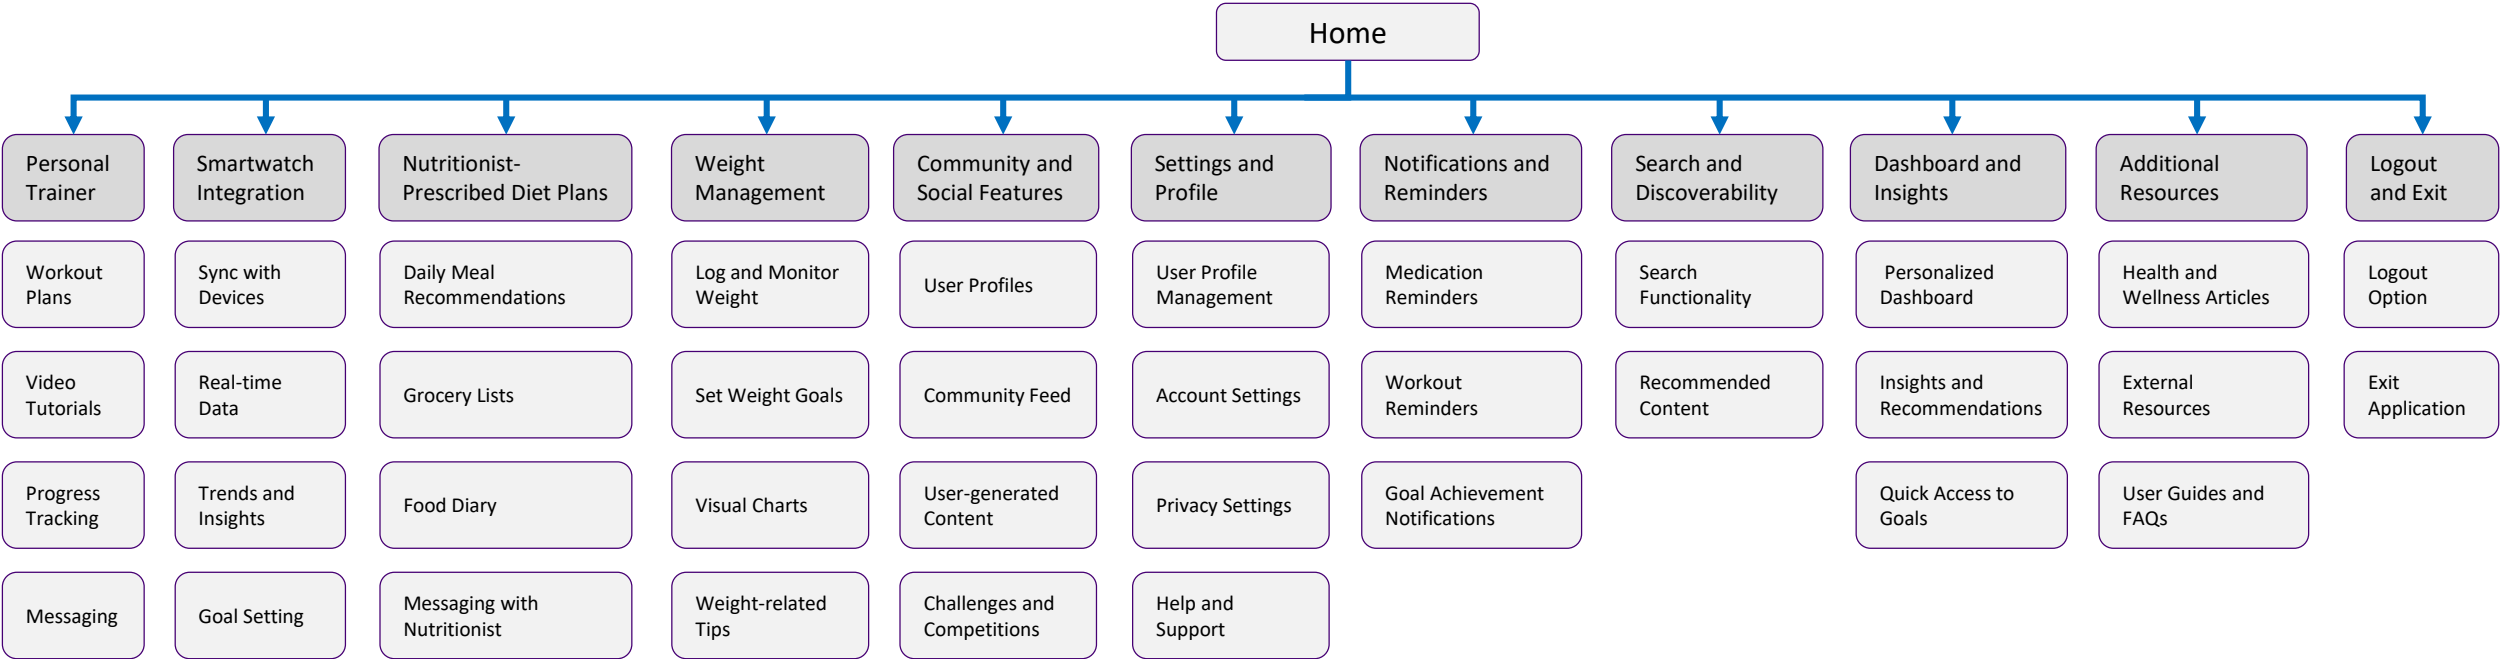 Home
Personal
Trainer
Smartwatch
Integration
Nutritionist-
Prescribed Diet Plans
Weight
Management
Community and
Social Features
Settings and
Profile
Notifications and
Reminders
Search and
Discoverability
Dashboard and
Insights
Additional
Resources
Logout
and Exit
Workout
Plans
Sync with
Devices
Daily Meal
Recommendations
Log and Monitor
Weight
User Profiles
User Profile
Management
Medication
Reminders
Search
Functionality
Personalized
Dashboard
Health and
Wellness Articles
Logout
Option
Video
Tutorials
Real-time
Data
Grocery Lists
Set Weight Goals
Community Feed
Account Settings
Workout
Reminders
Recommended
Content
Insights and
Recommendations
External
Resources
Exit
Application
Progress
Tracking
Trends and
Insights
Food Diary
Visual Charts
User-generated
Content
Privacy Settings
Goal Achievement
Notifications
Quick Access to
Goals
User Guides and
FAQs
Messaging
Goal Setting
Messaging with
Nutritionist
Weight-related
Tips
Challenges and
Competitions
Help and
Support